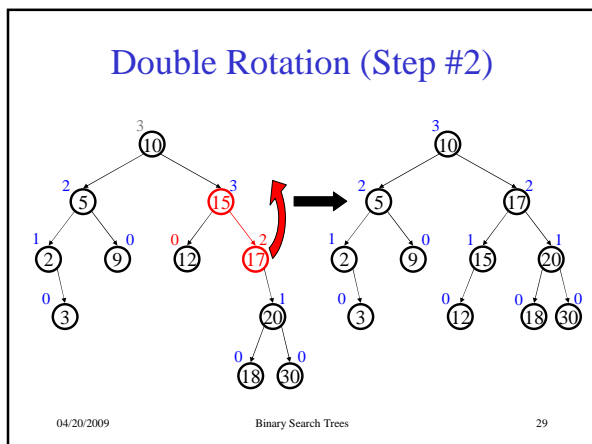 Double Rotation (Step #2)
3 3
10 10
2 3 2 2
5 15 5 17
1 0 0 2 1 0 1 1
2 9 12 17 2 9 15 20
0 1 0 0 0 0
3 20 3 12 18 30
0 0
18 30
04/20/2009 Binary Search Trees 29